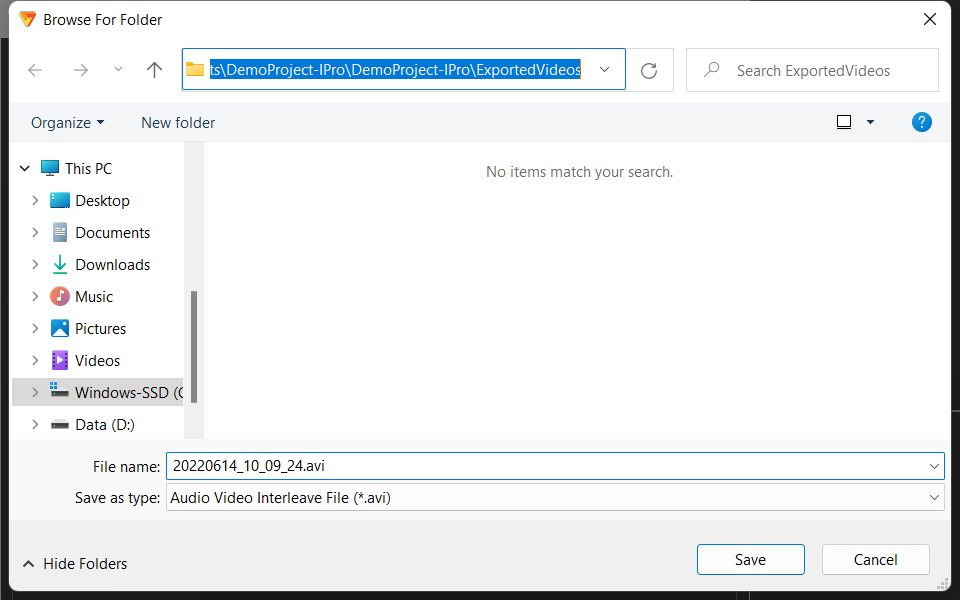 Browse For Folder
ts\DemoProject-IPro\DemoProject-IPro\ExportedVideos
Search ExportedVideos
Organize
New folder
?
This PC
No items match your search.
Desktop
Documents
Downloads
Music
Pictures
Videos
Windows-SSD (C
Data (D:)
File name: 20220614_10_09_24.avi
Save as type: Audio Video Interleave File (*.avi)
Hide Folders
Save
Cancel